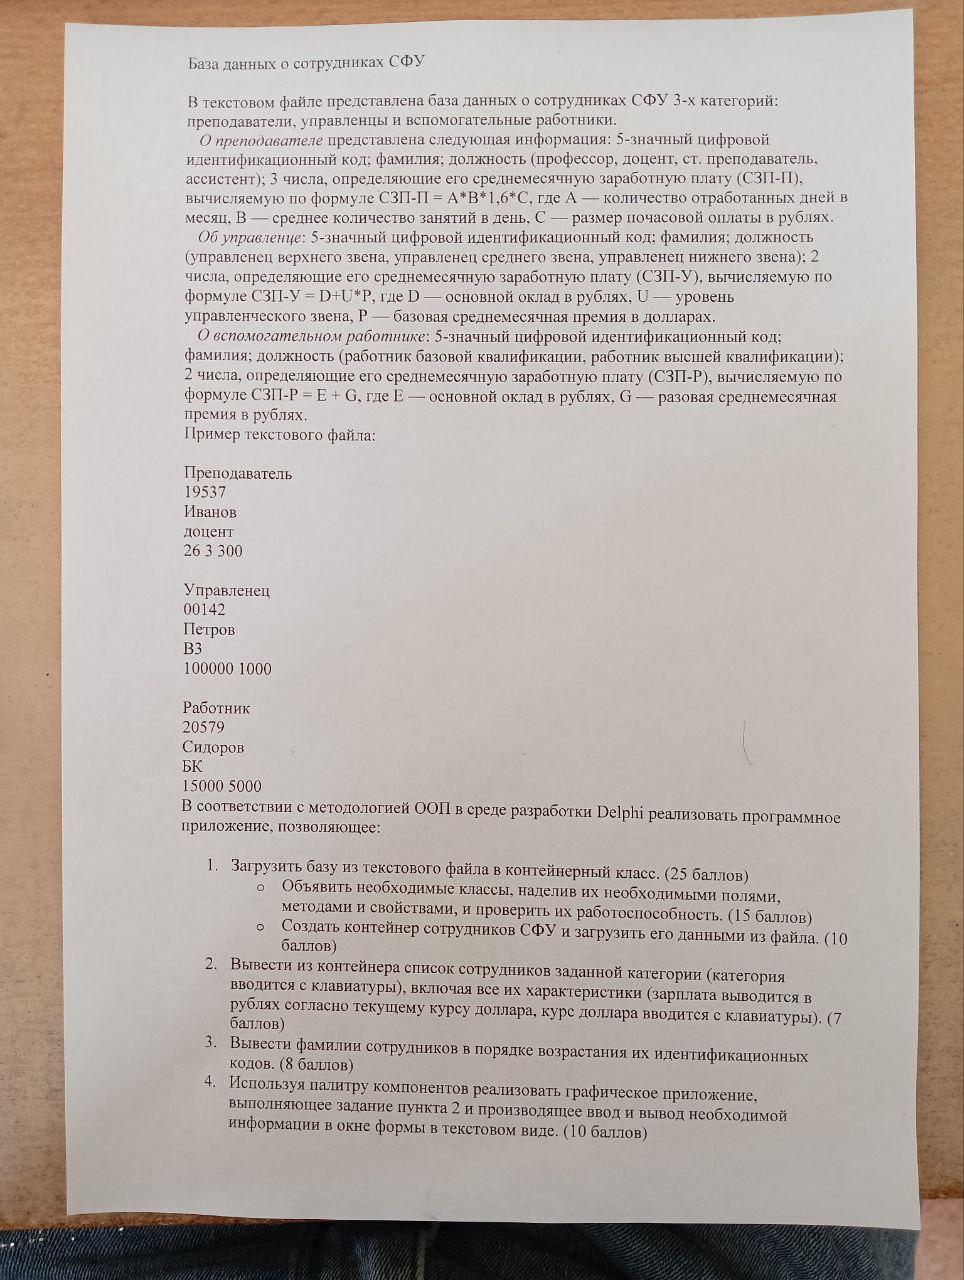 База данных о сотрудниках СФУ
В текстовом файле представлена база данных о сотрудниках СФУ 3-х категорий:
преподаватели, управленцы и вспомогательные работники.
О преподавателе представлена следующая информация: 5-значный цифровой
идентификационный код; фамилия; должность (профессор, доцент, ст. преподаватель,
ассистент); 3 числа, определяющие его среднемесячную заработную плату (СЗП-П),
вычисляемую по формуле СЗП-П = A*B*1,6*C, где A — количество отработанных дней в
месяц, B — среднее количество занятий в день, C — размер почасовой оплаты в рублях.
Об управленце: 5-значный цифровой идентификационный код; фамилия; должность
(управленец верхнего звена, управленец среднего звена, управленец нижнего звена); 2
числа, определяющие его среднемесячную заработную плату (СЗП-У), вычисляемую по
формуле СЗП-У = D+U*P, где D — основной оклад в рублях, U — уровень
управленческого звена, P — базовая среднемесячная премия в долларах.
О вспомогательном работнике: 5-значный цифровой идентификационный код;
фамилия; должность (работник базовой квалификации, работник высшей квалификации);
2 числа, определяющие его среднемесячную заработную плату (СЗП-Р), вычисляемую по
формуле СЗП-Р = E + G, где E — основной оклад в рублях, G — разовая среднемесячная
премия в рублях.
Пример текстового файла:
Преподаватель
19537
Иванов
доцент
26 3 300
Управленец
00142
Петров
ВЗ
100000 1000
Работник
20579
Сидоров
БК
15000 5000
В соответствии с методологией ООП в среде разработки Delphi реализовать программное
приложение, позволяющее:
1. Загрузить базу из текстового файла в контейнерный класс. (25 баллов)
o Объявить необходимые классы, наделив их необходимыми полями,
методами и свойствами, и проверить их работоспособность. (15 баллов)
o Создать контейнер сотрудников СФУ и загрузить его данными из файла. (10
баллов)
2. Вывести из контейнера список сотрудников заданной категории (категория
вводится с клавиатуры), включая все их характеристики (зарплата выводится в
рублях согласно текущему курсу доллара, курс доллара вводится с клавиатуры). (7
баллов)
3. Вывести фамилии сотрудников в порядке возрастания их идентификационных
кодов. (8 баллов)
4. Используя палитру компонентов реализовать графическое приложение,
выполняющее задание пункта 2 и производящее ввод и вывод необходимой
информации в окне формы в текстовом виде. (10 баллов)